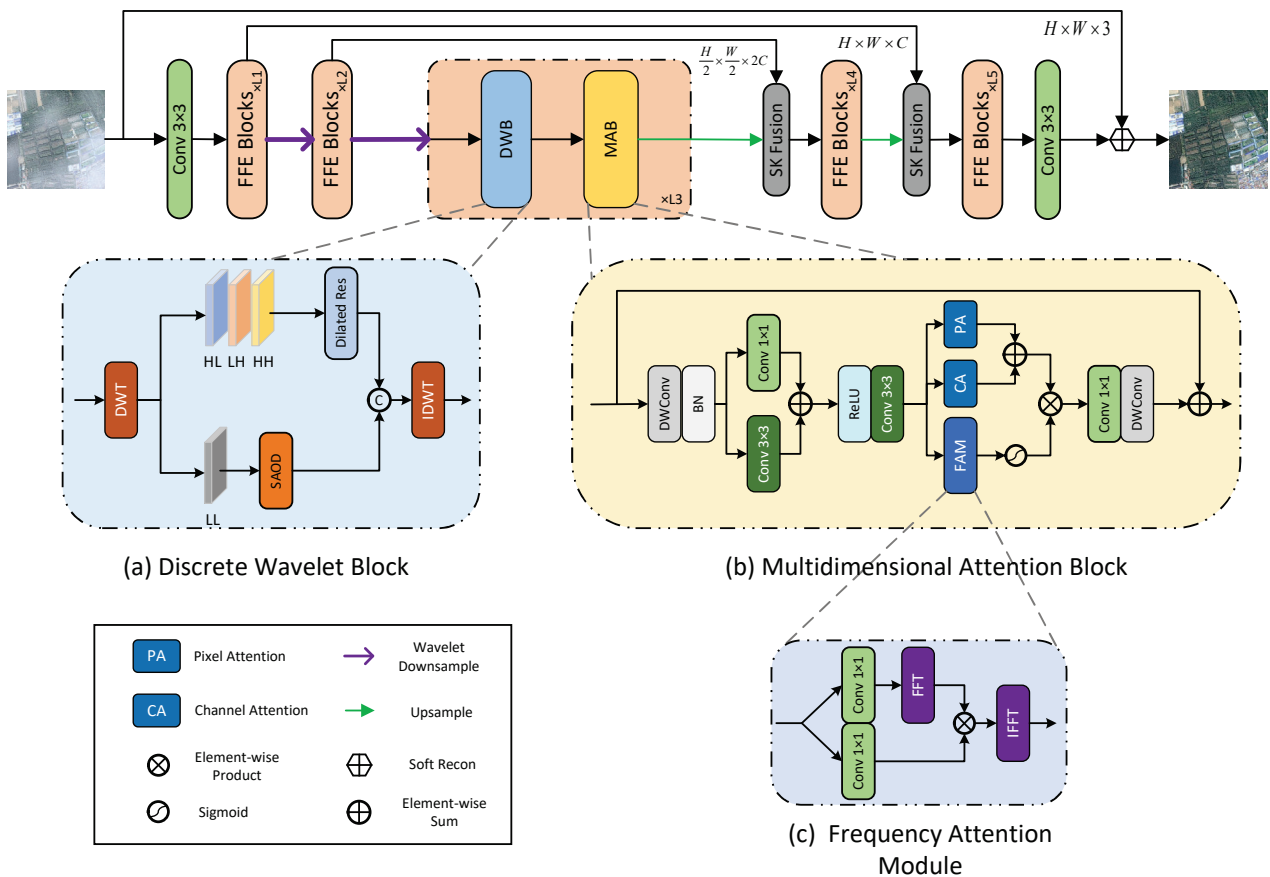 H×W×3
H/2×W/2×2C
H×W×C
Conv 3×3
FFE Blocks×L1
FFE Blocks×L2
DWB
MAB
×L3
SK Fusion
FFE Blocks×L4
SK Fusion
FFE Blocks×L5
Conv 3×3
DWT
HL LH HH
Dilated Res
LL
SAOD
C
IDWT
(a) Discrete Wavelet Block
DWConv
BN
Conv 1×1
Conv 3×3
ReLU
Conv 3×3
PA
CA
FAM
Conv 1×1
DWConv
(b) Multidimensional Attention Block
PA
Pixel Attention
Wavelet
Downsample
CA
Channel Attention
Upsample
Element-wise
Product
Soft Recon
Sigmoid
Element-wise
Sum
Conv 1×1
Conv 1×1
FFT
IFFT
(c) Frequency Attention
Module